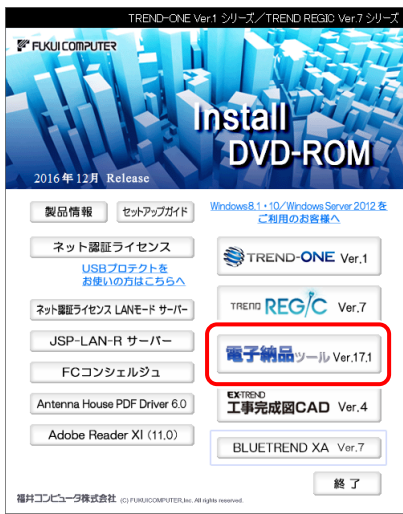 TREND-ONE Ver.1 シリーズ／TREND REGIC Ver.7 シリーズ
FUKUI COMPUTER
Install
DVD-ROM
2016年12月 Release
製品情報
セットアップガイド
Windows8.1・10／Windows Server 2012 を
ご利用のお客様へ
ネット認証ライセンス
USBプロテクトを
お使いの方はこちらへ
TREND-ONE Ver.1
ネット認証ライセンス LANモード サーバー
TREND REGIC Ver.7
JSP-LAN-R サーバー
電子納品ツール Ver.17.1
FCコンシェルジュ
Antenna House PDF Driver 6.0
EX-TREND
工事完成図CAD Ver.4
Adobe Reader XI (11.0)
BLUETREND XA Ver.7
終了
福井コンピュータ株式会社 (C) FUKUICOMPUTER,Inc. All rights reserved.